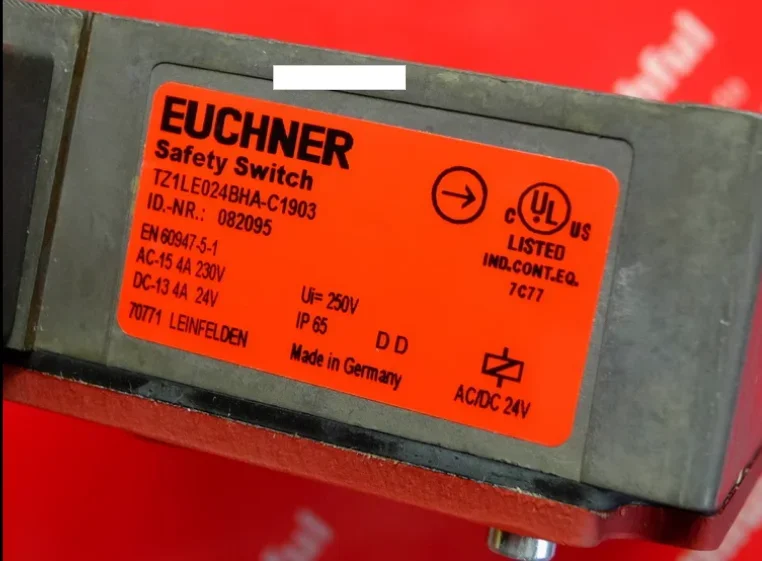 EUCHNER
Safety Switch
TZ1LE024BHA-C1903
ID.-NR.: 082095
EN 60947-5-1
AC-15 4A 230V
DC-13 4A 24V
70771 LEINFELDEN
Ui= 250V
IP 65
D D
Made in Germany
C UL US
LISTED
IND.CONT.EQ.
7C77
AC/DC 24V